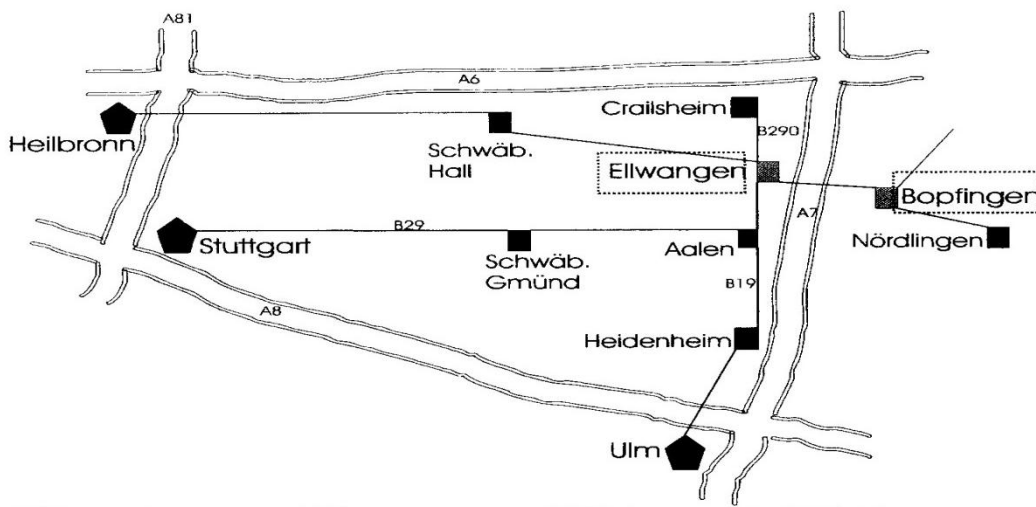 A81
A6
Crailsheim
Heilbronn
B290
Schwäb.
Hall
Ellwangen
Bopfingen
A7
B29
Stuttgart
Aalen
Nördlingen
Schwäb.
Gmünd
B19
A8
Heidenheim
Ulm